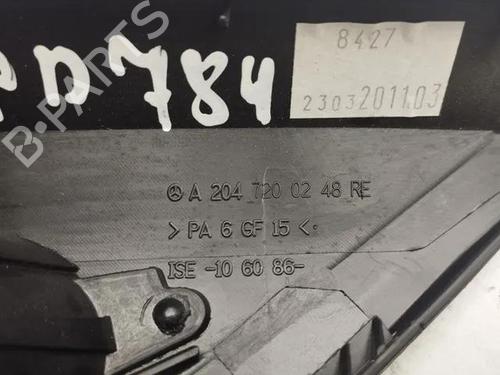 PD784
8427
23032011.03
A 204 720 02 48 RE
>PA 6 GF 15<
ISE -10 60 86-
B-PARTS